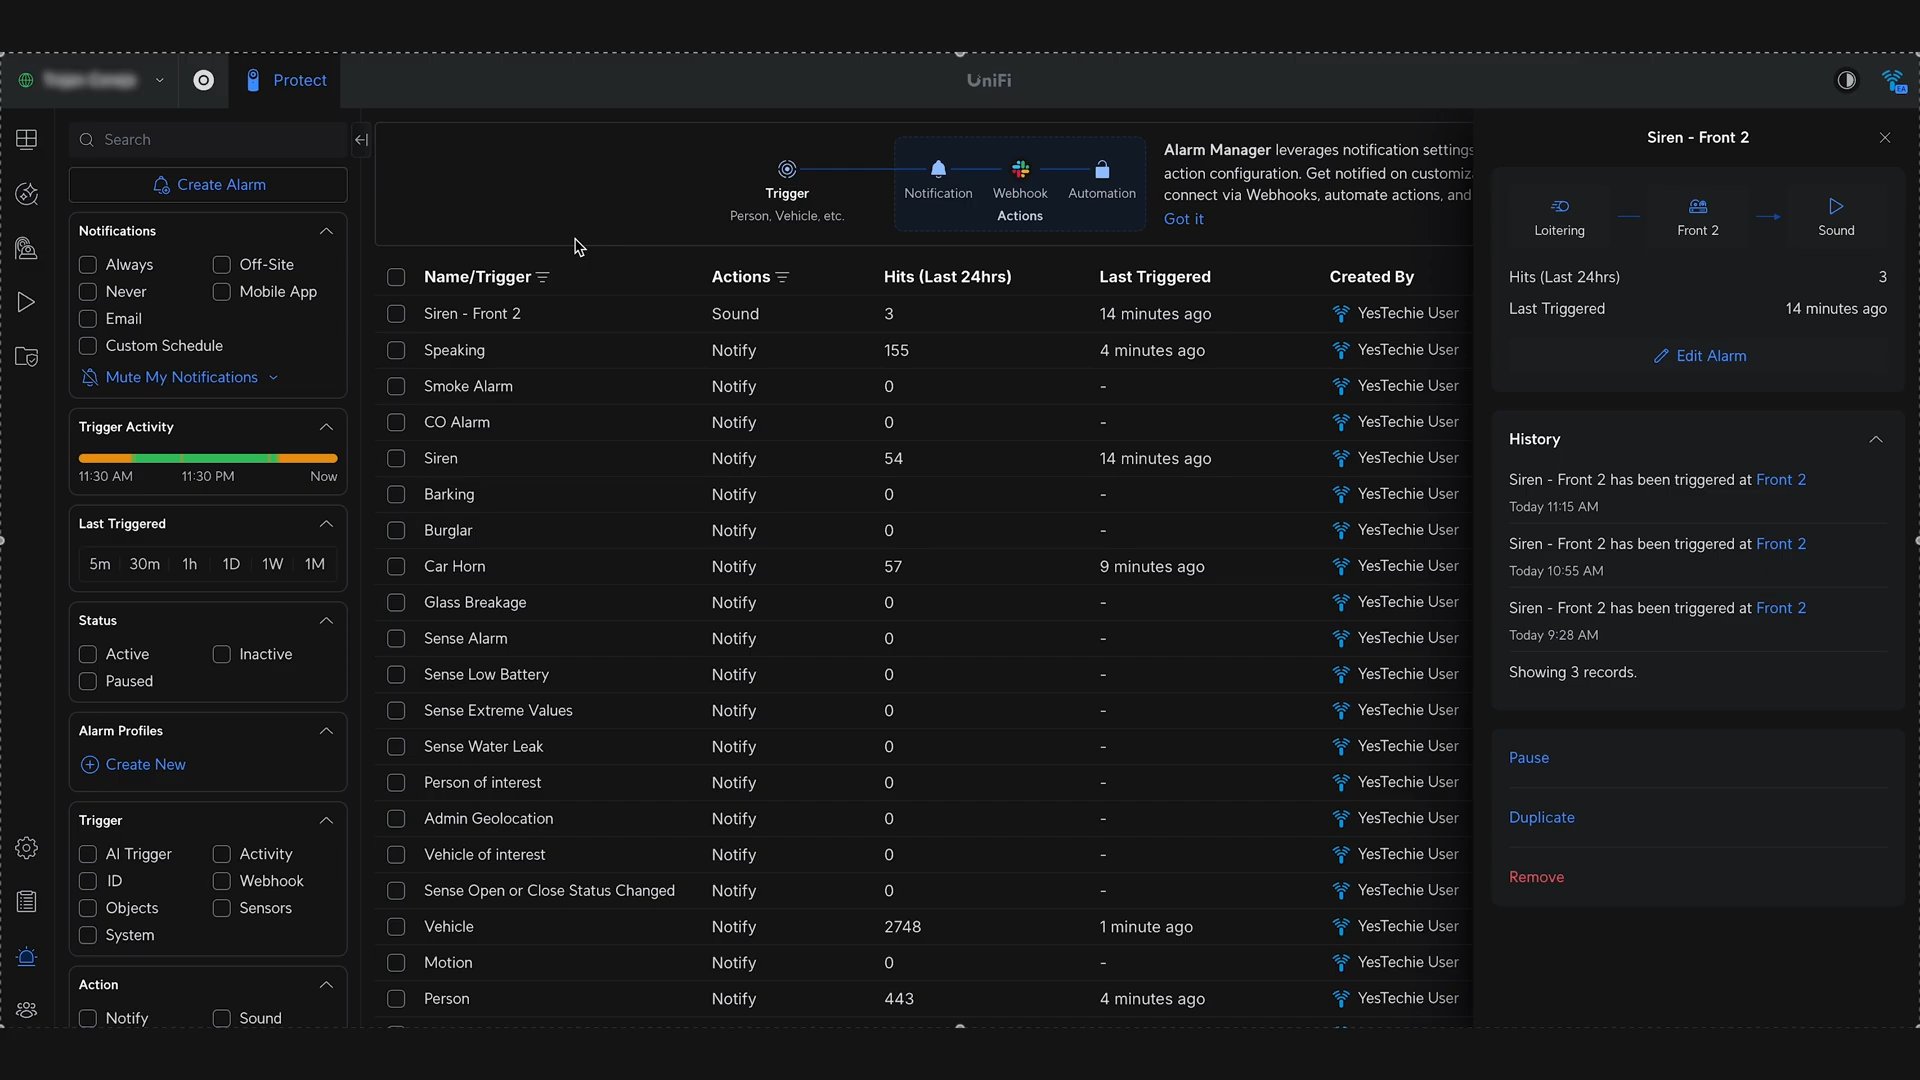 Protect
UniFi
EA
Search
Create Alarm
Notifications
Always
Off-Site
Never
Mobile App
Email
Custom Schedule
Mute My Notifications
Trigger Activity
11:30 AM
11:30 PM
Now
Last Triggered
5m
30m
1h
1D
1W
1M
Status
Active
Inactive
Paused
Alarm Profiles
Create New
Trigger
AI Trigger
Activity
ID
Webhook
Objects
Sensors
System
Action
Notify
Sound
Trigger
Person, Vehicle, etc.
Notification
Webhook
Automation
Actions
Alarm Manager leverages notification settings
action configuration. Get notified on
connect via Webhooks, automate actions, and
Got it
Name/Trigger Actions Hits (Last 24hrs) Last Triggered Created By
Siren - Front 2 Sound 3 14 minutes ago YesTechie User
Speaking Notify 155 4 minutes ago YesTechie User
Smoke Alarm Notify 0 - YesTechie User
CO Alarm Notify 0 - YesTechie User
Siren Notify 54 14 minutes ago YesTechie User
Barking Notify 0 - YesTechie User
Burglar Notify 0 - YesTechie User
Car Horn Notify 57 9 minutes ago YesTechie User
Glass Breakage Notify 0 - YesTechie User
Sense Alarm Notify 0 - YesTechie User
Sense Low Battery Notify 0 - YesTechie User
Sense Extreme Values Notify 0 - YesTechie User
Sense Water Leak Notify 0 - YesTechie User
Person of interest Notify 0 - YesTechie User
Admin Geolocation Notify 0 - YesTechie User
Vehicle of interest Notify 0 - YesTechie User
Sense Open or Close Status Changed Notify 0 - YesTechie User
Vehicle Notify 2748 1 minute ago YesTechie User
Motion Notify 0 - YesTechie User
Person Notify 443 4 minutes ago YesTechie User
Siren - Front 2
Loitering
Front 2
Sound
Hits (Last 24hrs) 3
Last Triggered 14 minutes ago
Edit Alarm
History
Siren - Front 2 has been triggered at Front 2
Today 11:15 AM
Siren - Front 2 has been triggered at Front 2
Today 10:55 AM
Siren - Front 2 has been triggered at Front 2
Today 9:28 AM
Showing 3 records.
Pause
Duplicate
Remove